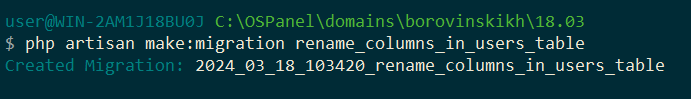 user@WIN-2AM1J18BU0J C:\OSPanel\domains\borovinskikh\18.03
$ php artisan make:migration rename_columns_in_users_table
Created Migration: 2024_03_18_103420_rename_columns_in_users_table